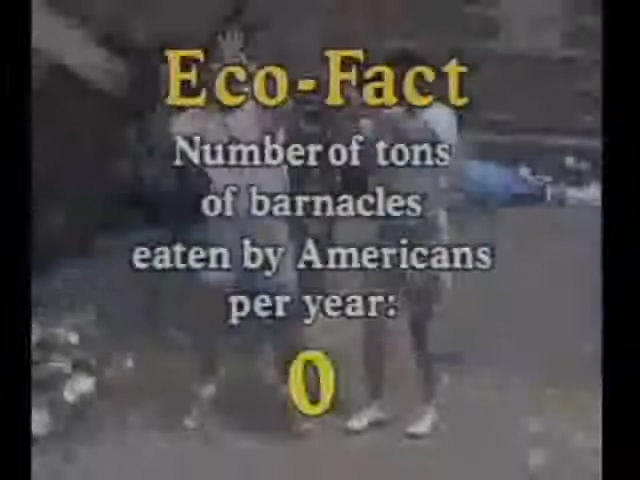 Eco-Fact
Number of tons
of barnacles
eaten by Americans
per year:
0